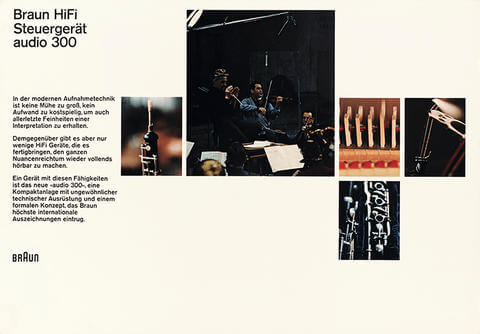 Braun HiFi
Steuergerät
audio 300
In der modernen Aufnahmetechnik
ist keine Mühe zu groß, kein
Aufwand zu kostspielig, um auch
allerletzte Feinheiten einer
Interpretation zu erhalten.
Demgegenüber gibt es aber nur
wenige HiFi Geräte, die es
fertigbringen, den ganzen
Nuancenreichtum wieder vollends
hörbar zu machen.
Ein Gerät mit diesen Fähigkeiten
ist das neue »audio 300«, eine
Kompaktanlage mit ungewöhnlicher
technischer Ausrüstung und einem
formalen Konzept, das Braun
höchste internationale
Auszeichnungen eintrug.
BRAUN